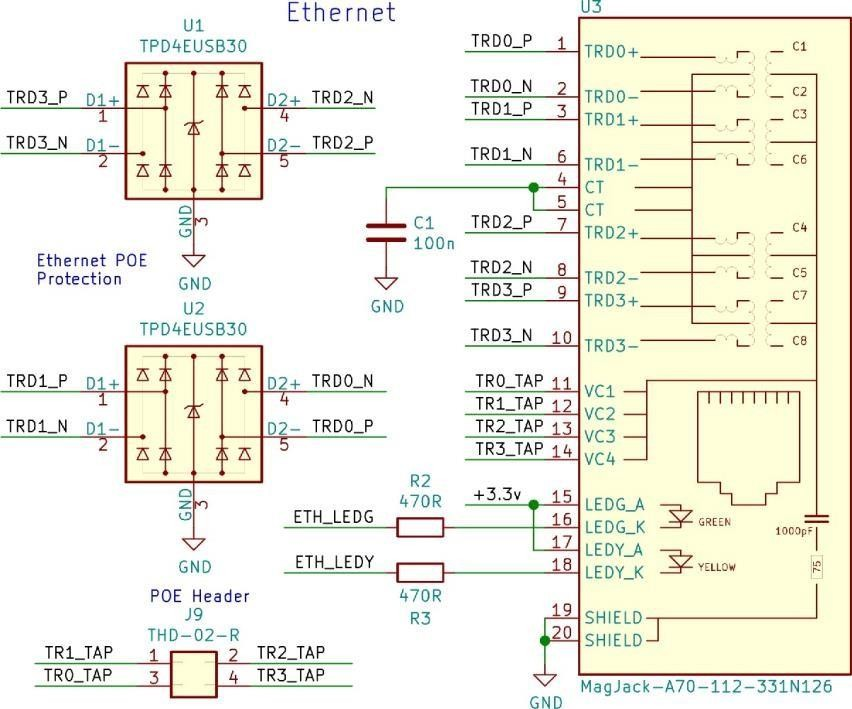 Ethernet
U1
TPD4EUSB30
TRD3_P D1+ 1 D2+ 4 TRD2_N
TRD3_N D1- 2 D2- 5 TRD2_P
GND 3
GND
Ethernet POE
Protection
U2
TPD4EUSB30
TRD1_P D1+ 1 D2+ 4 TRD0_N
TRD1_N D1- 2 D2- 5 TRD0_P
GND 3
GND
POE Header
J9
THD-02-R
TR1_TAP 1 2 TR2_TAP
TR0_TAP 3 4 TR3_TAP
C1
100n
GND
R2
470R
ETH_LEDG
ETH_LEDY
470R
R3
+3.3v
GND
U3
TRD0_P 1 TRD0+ C1
TRD0_N 2 TRD0- C2
TRD1_P 3 TRD1+ C3
TRD1_N 6 TRD1- C6
4 CT
5 CT
TRD2_P 7 TRD2+ C4
TRD2_N 8 TRD2- C5
TRD3_P 9 TRD3+ C7
TRD3_N 10 TRD3- C8
TR0_TAP 11 VC1
TR1_TAP 12 VC2
TR2_TAP 13 VC3
TR3_TAP 14 VC4
15 LEDG_A
16 LEDG_K GREEN
17 LEDY_A
18 LEDY_K YELLOW
1000pF
75
19 SHIELD
20 SHIELD
MagJack-A70-112-331N126